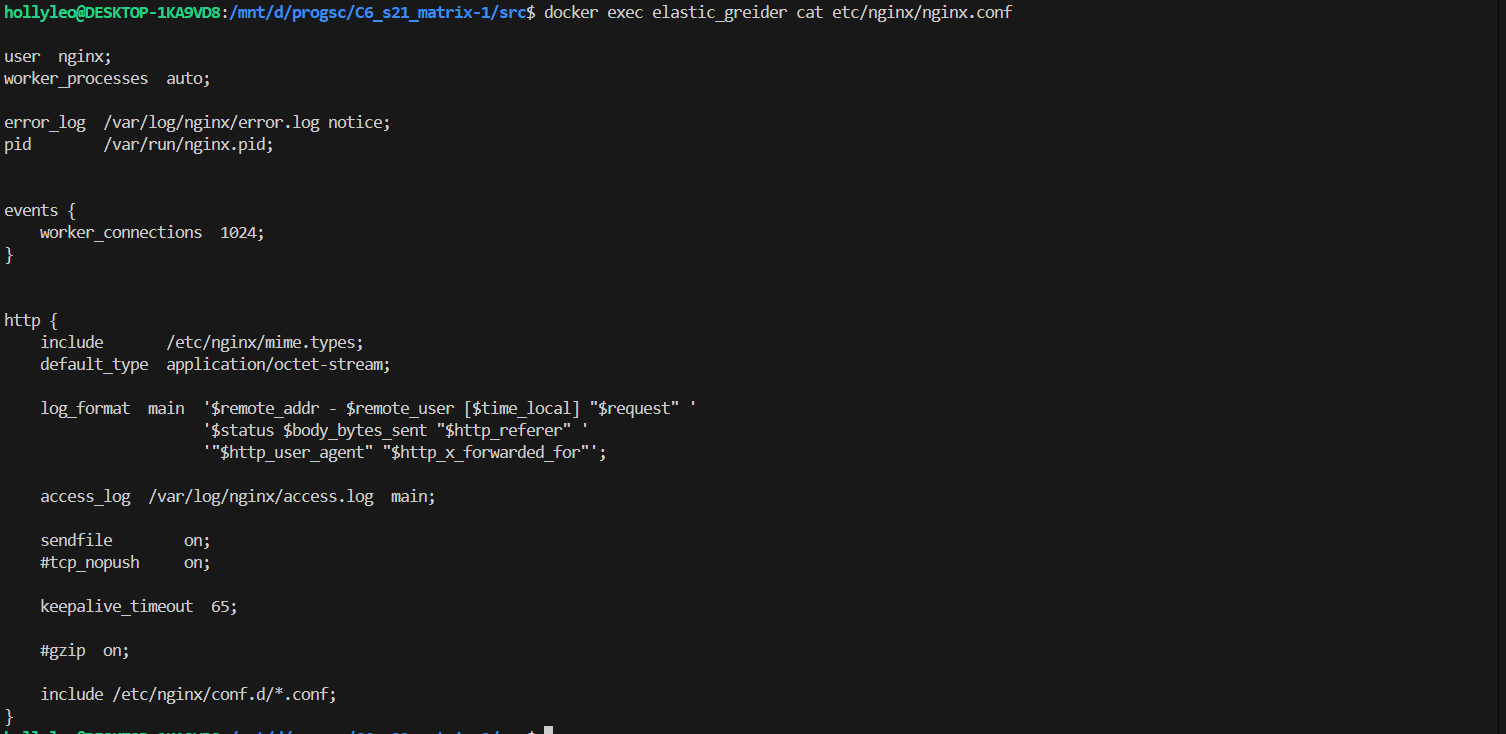 hollyleo@DESKTOP-1KA9VD8:/mnt/d/progsc/C6_s21_matrix-1/src$ docker exec elastic_greider cat etc/nginx/nginx.conf
user  nginx;
worker_processes  auto;
error_log  /var/log/nginx/error.log notice;
pid        /var/run/nginx.pid;
events {
    worker_connections  1024;
}
http {
    include       /etc/nginx/mime.types;
    default_type  application/octet-stream;
    log_format  main  '$remote_addr - $remote_user [$time_local] "$request" '
                      '$status $body_bytes_sent "$http_referer" '
                      '"$http_user_agent" "$http_x_forwarded_for"';
    access_log  /var/log/nginx/access.log  main;
    sendfile        on;
    #tcp_nopush     on;
    keepalive_timeout  65;
    #gzip  on;
    include /etc/nginx/conf.d/*.conf;
}